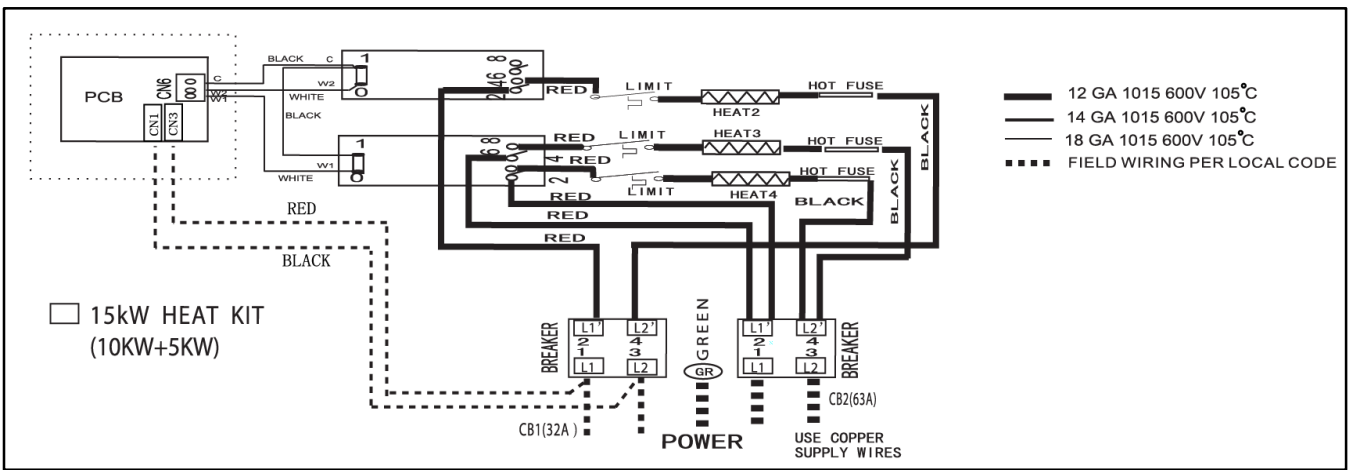 PCB
CN6
CN1
CN3
C
W2
W1
BLACK
C
W2
WHITE
BLACK
W1
WHITE
1
0
2 4 6 8
1
0
6 8
2 4
RED
LIMIT
HEAT2
HOT FUSE
RED
LIMIT
HEAT3
HOT FUSE
RED
LIMIT
HEAT4
HOT FUSE
BLACK
BLACK
BLACK
RED
RED
RED
RED
BLACK
12 GA 1015 600V 105°C
14 GA 1015 600V 105°C
18 GA 1015 600V 105°C
FIELD WIRING PER LOCAL CODE
15kW HEAT KIT
(10KW+5KW)
BREAKER
L1' L2'
2 4
1 3
L1 L2
GREEN
GR
L1' L2'
2 4
1 3
L1 L2
BREAKER
CB1(32A )
CB2(63A)
POWER
USE COPPER
SUPPLY WIRES